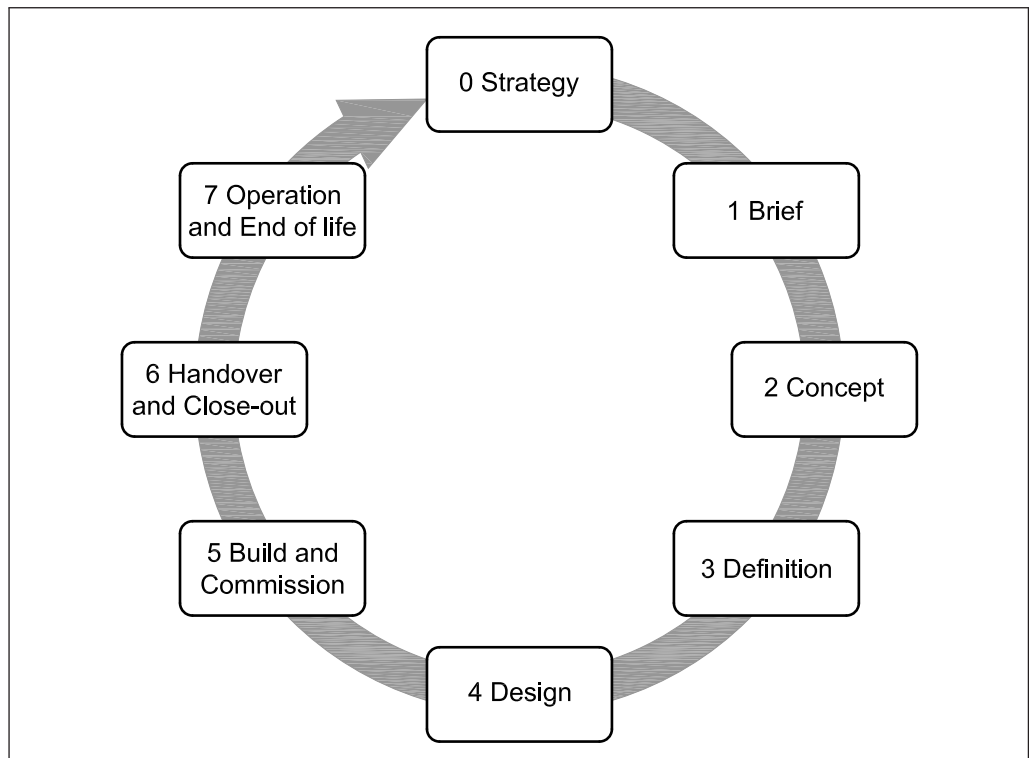 0 Strategy
1 Brief
2 Concept
3 Definition
4 Design
5 Build and
Commission
6 Handover
and Close-out
7 Operation
and End of life